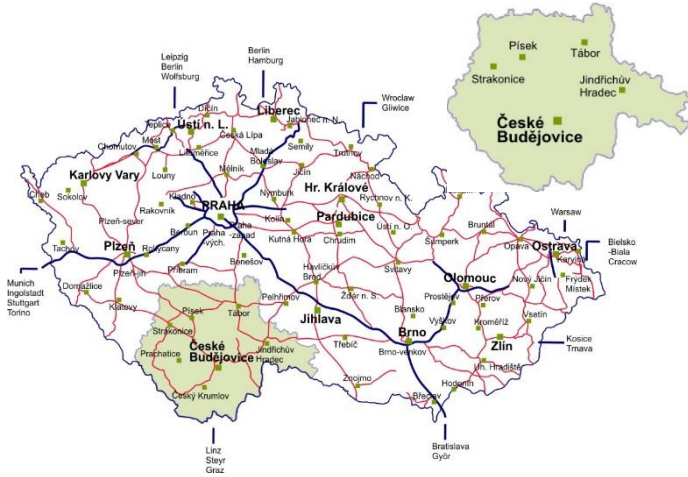 Leipzig
Berlin
Wolfsburg
Berlin
Hamburg
Wroclaw
Gliwice
Písek
Tábor
Strakonice
Jindřichův
Hradec
České
Budějovice
Děčín
Liberec
Jablonec n. N.
Teplice
Ústí n. L.
Most
Česká Lípa
Semily
Chomutov
Litoměřice
Mladá
Boleslav
Trutnov
Jičín
Louny
Mělník
Náchod
Karlovy Vary
Hr. Králové
Cheb
Sokolov
Kladno
Nymburk
Rychnov n. K.
Rakovník
PRAHA
Pardubice
Plzeň-sever
Kolín
Warsaw
Beroun
Praha
-vých.
Praha
-západ
Kutná Hora
Chrudim
Ústí n. O.
Šumperk
Bruntál
Opava
Ostrava
Karviná
Bielsko
-Biala
Cracow
Tachov
Plzeň
Rokycany
Benešov
Munich
Ingolstadt
Stuttgart
Torino
Plzeň-jih
Příbram
Havlíčkův
Brod
Svitavy
Olomouc
Nový Jičín
Frýdek
Místek
Domažlice
Klatovy
Pelhřimov
Žďár n. S.
Prostějov
Přerov
Písek
Tábor
Jihlava
Blansko
Vyškov
Kroměříž
Vsetín
Strakonice
Brno
Zlín
Prachatice
České
Budějovice
Jindřichův
Hradec
Třebíč
Brno-venkov
Kosice
Trnava
Uh. Hradiště
Český Krumlov
Znojmo
Hodonín
Břeclav
Linz
Steyr
Graz
Bratislava
Györ